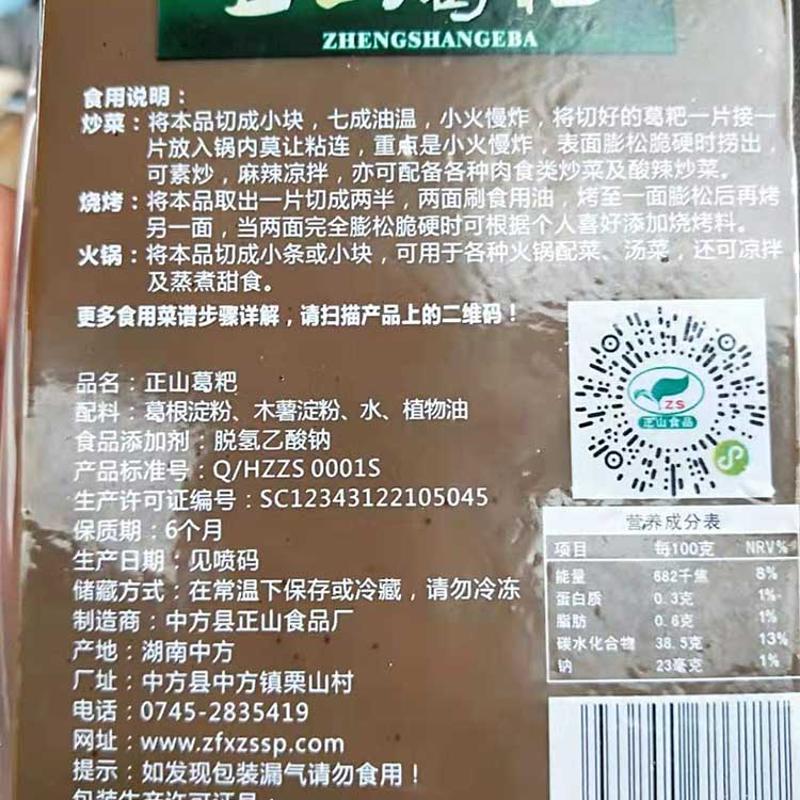 正山葛粑
ZHENGSHANGEBA
食用说明：
炒菜：将本品切成小块，七成油温，小火慢炸，将切好的葛粑一片接一
片放入锅内莫让粘连，重点是小火慢炸，表面膨松脆硬时捞出，
可素炒，麻辣凉拌，亦可配备各种肉食类炒菜及酸辣炒菜。
烧烤：将本品取出一片切成两半，两面刷食用油，烤至一面膨松后再烤
另一面，当两面完全膨松脆硬时可根据个人喜好添加烧烤料。
火锅：将本品切成小条或小块，可用于各种火锅配菜、汤菜，还可凉拌
及蒸煮甜食。
更多食用菜谱步骤详解，请扫描产品上的二维码！
ZS
正山食品
品名：正山葛粑
配料：葛根淀粉、木薯淀粉、水、植物油
食品添加剂：脱氢乙酸钠
产品标准号：Q/HZZS 0001S
生产许可证编号：SC12343122105045
保质期：6个月
生产日期：见喷码
储藏方式：在常温下保存或冷藏，请勿冷冻
制造商：中方县正山食品厂
产地：湖南中方
厂址：中方县中方镇栗山村
电话：0745-2835419
网址：www.zfxzssp.com
提示：如发现包装漏气请勿食用！
包装生产许可证号：
营养成分表
项目 每100克 NRV%
能量 682千焦 8%
蛋白质 0.3克 1%
脂肪 0.6克 1%
碳水化合物 38.5克 13%
钠 23毫克 1%